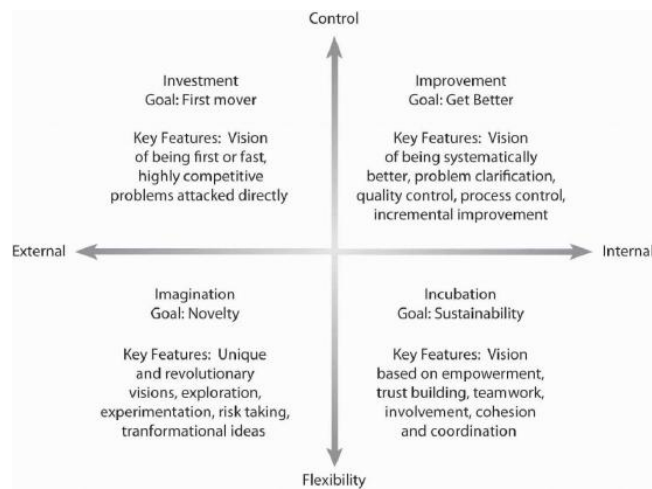 Control
Investment
Goal: First mover
Key Features: Vision
of being first or fast,
highly competitive
problems attacked directly
Improvement
Goal: Get Better
Key Features: Vision
of being systematically
better, problem clarification,
quality control, process control,
incremental improvement
External
Internal
Imagination
Goal: Novelty
Key Features: Unique
and revolutionary
visions, exploration,
experimentation, risk taking,
tranformational ideas
Incubation
Goal: Sustainability
Key Features: Vision
based on empowerment,
trust building, teamwork,
involvement, cohesion
and coordination
Flexibility